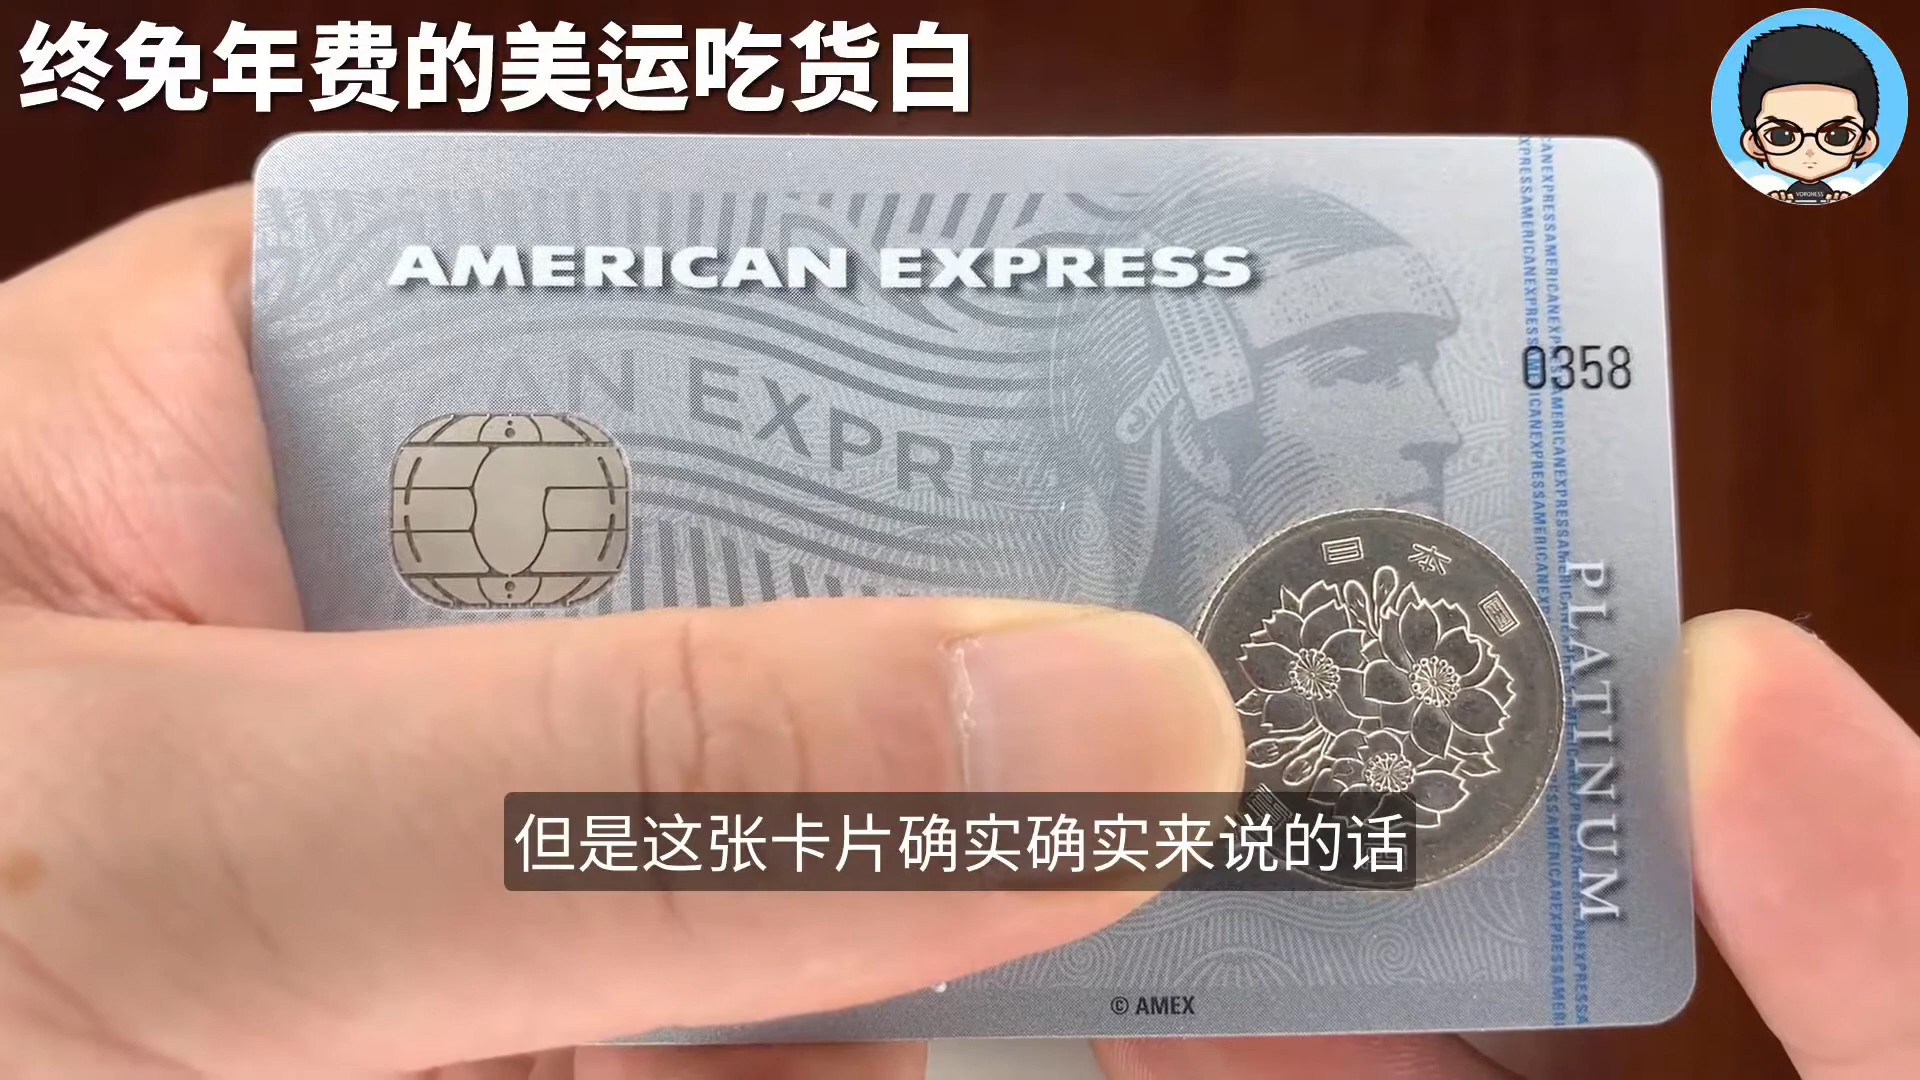 终免年费的美运吃货白
AMERICAN EXPRESS
AN EXPRE
0358
日本国
PLATINUM
但是这张卡片确实确实来说的话
© AMEX